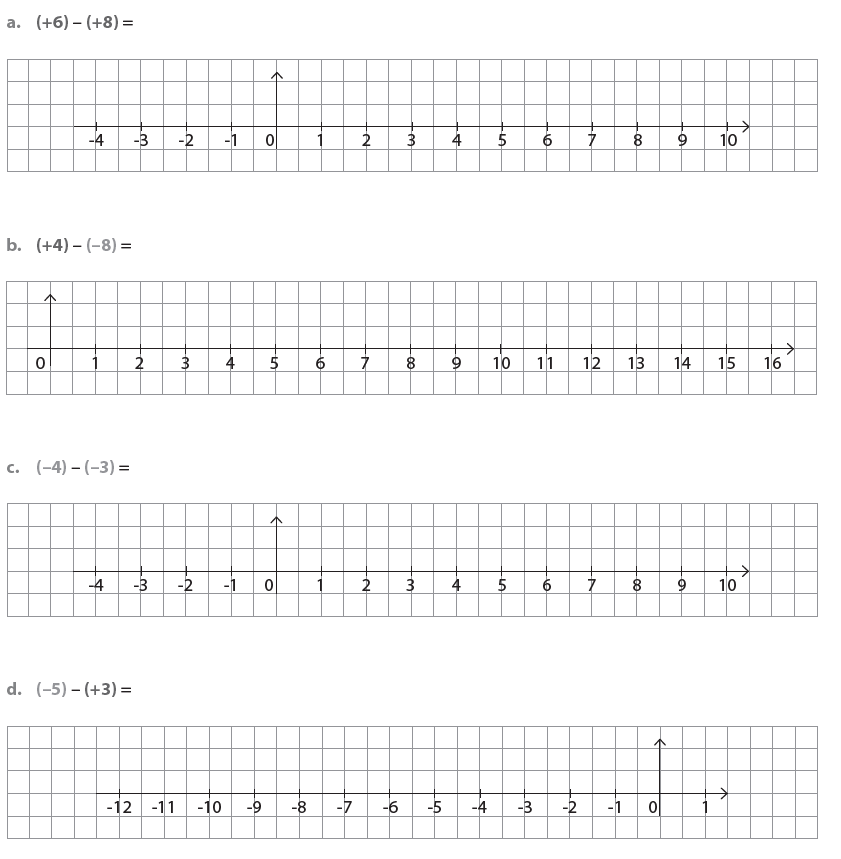 a. (+6) – (+8) =
-4 -3 -2 -1 0 1 2 3 4 5 6 7 8 9 10
b. (+4) – (–8) =
0 1 2 3 4 5 6 7 8 9 10 11 12 13 14 15 16
c. (–4) – (–3) =
-4 -3 -2 -1 0 1 2 3 4 5 6 7 8 9 10
d. (–5) – (+3) =
-12 -11 -10 -9 -8 -7 -6 -5 -4 -3 -2 -1 0 1